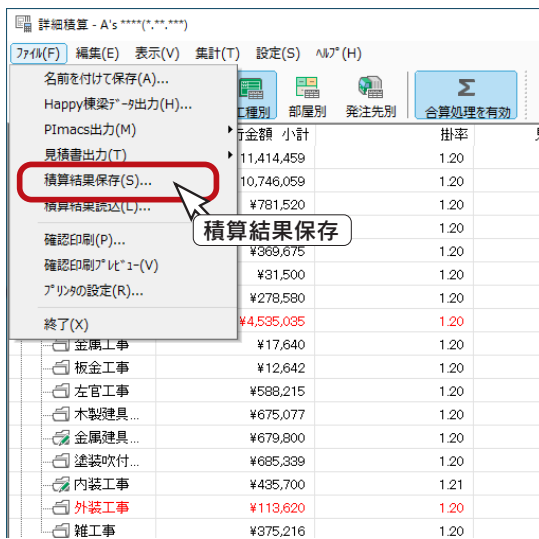 詳細積算 - A's ****(*.**.***)
ﾌｧｲﾙ(F) 編集(E) 表示(V) 集計(T) 設定(S) ﾍﾙﾌﾟ(H)
名前を付けて保存(A)...
Happy棟梁ﾃﾞｰﾀ出力(H)...
PImacs出力(M)
見積書出力(T)
積算結果保存(S)...
積算結果読込(L)...
確認印刷(P)...
確認印刷ﾌﾟﾚﾋﾞｭｰ(V)
ﾌﾟﾘﾝﾀの設定(R)...
終了(X)
積算結果保存
工種別 部屋別 発注先別 合算処理を有効
金額 小計 掛率
11,414,459 1.20
10,746,059 1.20
¥781,520 1.20
1.20
¥369,675 1.20
¥31,500 1.20
¥278,580 1.20
¥4,535,035 1.20
金属工事 ¥17,640 1.20
板金工事 ¥12,642 1.20
左官工事 ¥588,215 1.20
木製建具... ¥675,077 1.20
金属建具... ¥679,800 1.20
塗装吹付... ¥685,339 1.20
内装工事 ¥435,700 1.21
外装工事 ¥113,620 1.20
雑工事 ¥375,216 1.20